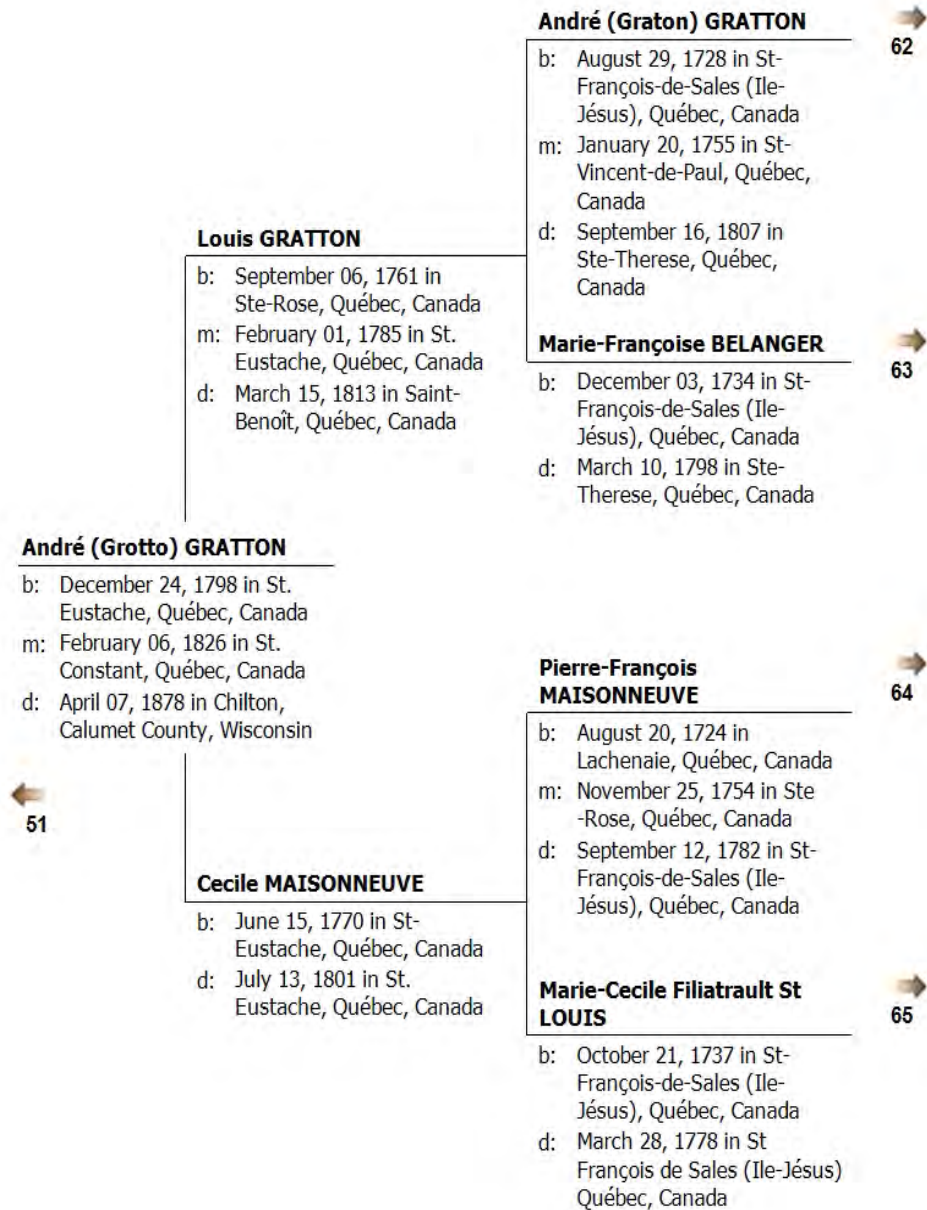 André (Graton) GRATTON
62
b: August 29, 1728 in St-
François-de-Sales (Ile-
Jésus), Québec, Canada
m: January 20, 1755 in St-
Vincent-de-Paul, Québec,
Canada
d: September 16, 1807 in
Ste-Therese, Québec,
Canada
Louis GRATTON
b: September 06, 1761 in
Ste-Rose, Québec, Canada
m: February 01, 1785 in St.
Eustache, Québec, Canada
d: March 15, 1813 in Saint-
Benoît, Québec, Canada
Marie-Françoise BELANGER
63
b: December 03, 1734 in St-
François-de-Sales (Ile-
Jésus), Québec, Canada
d: March 10, 1798 in Ste-
Therese, Québec, Canada
André (Grotto) GRATTON
b: December 24, 1798 in St.
Eustache, Québec, Canada
m: February 06, 1826 in St.
Constant, Québec, Canada
d: April 07, 1878 in Chilton,
Calumet County, Wisconsin
51
Pierre-François
MAISONNEUVE
64
b: August 20, 1724 in
Lachenaie, Québec, Canada
m: November 25, 1754 in Ste
-Rose, Québec, Canada
d: September 12, 1782 in St-
François-de-Sales (Ile-
Jésus), Québec, Canada
Cecile MAISONNEUVE
b: June 15, 1770 in St-
Eustache, Québec, Canada
d: July 13, 1801 in St.
Eustache, Québec, Canada
Marie-Cecile Filiatrault St
LOUIS
65
b: October 21, 1737 in St-
François-de-Sales (Ile-
Jésus), Québec, Canada
d: March 28, 1778 in St
François de Sales (Ile-Jésus)
Québec, Canada